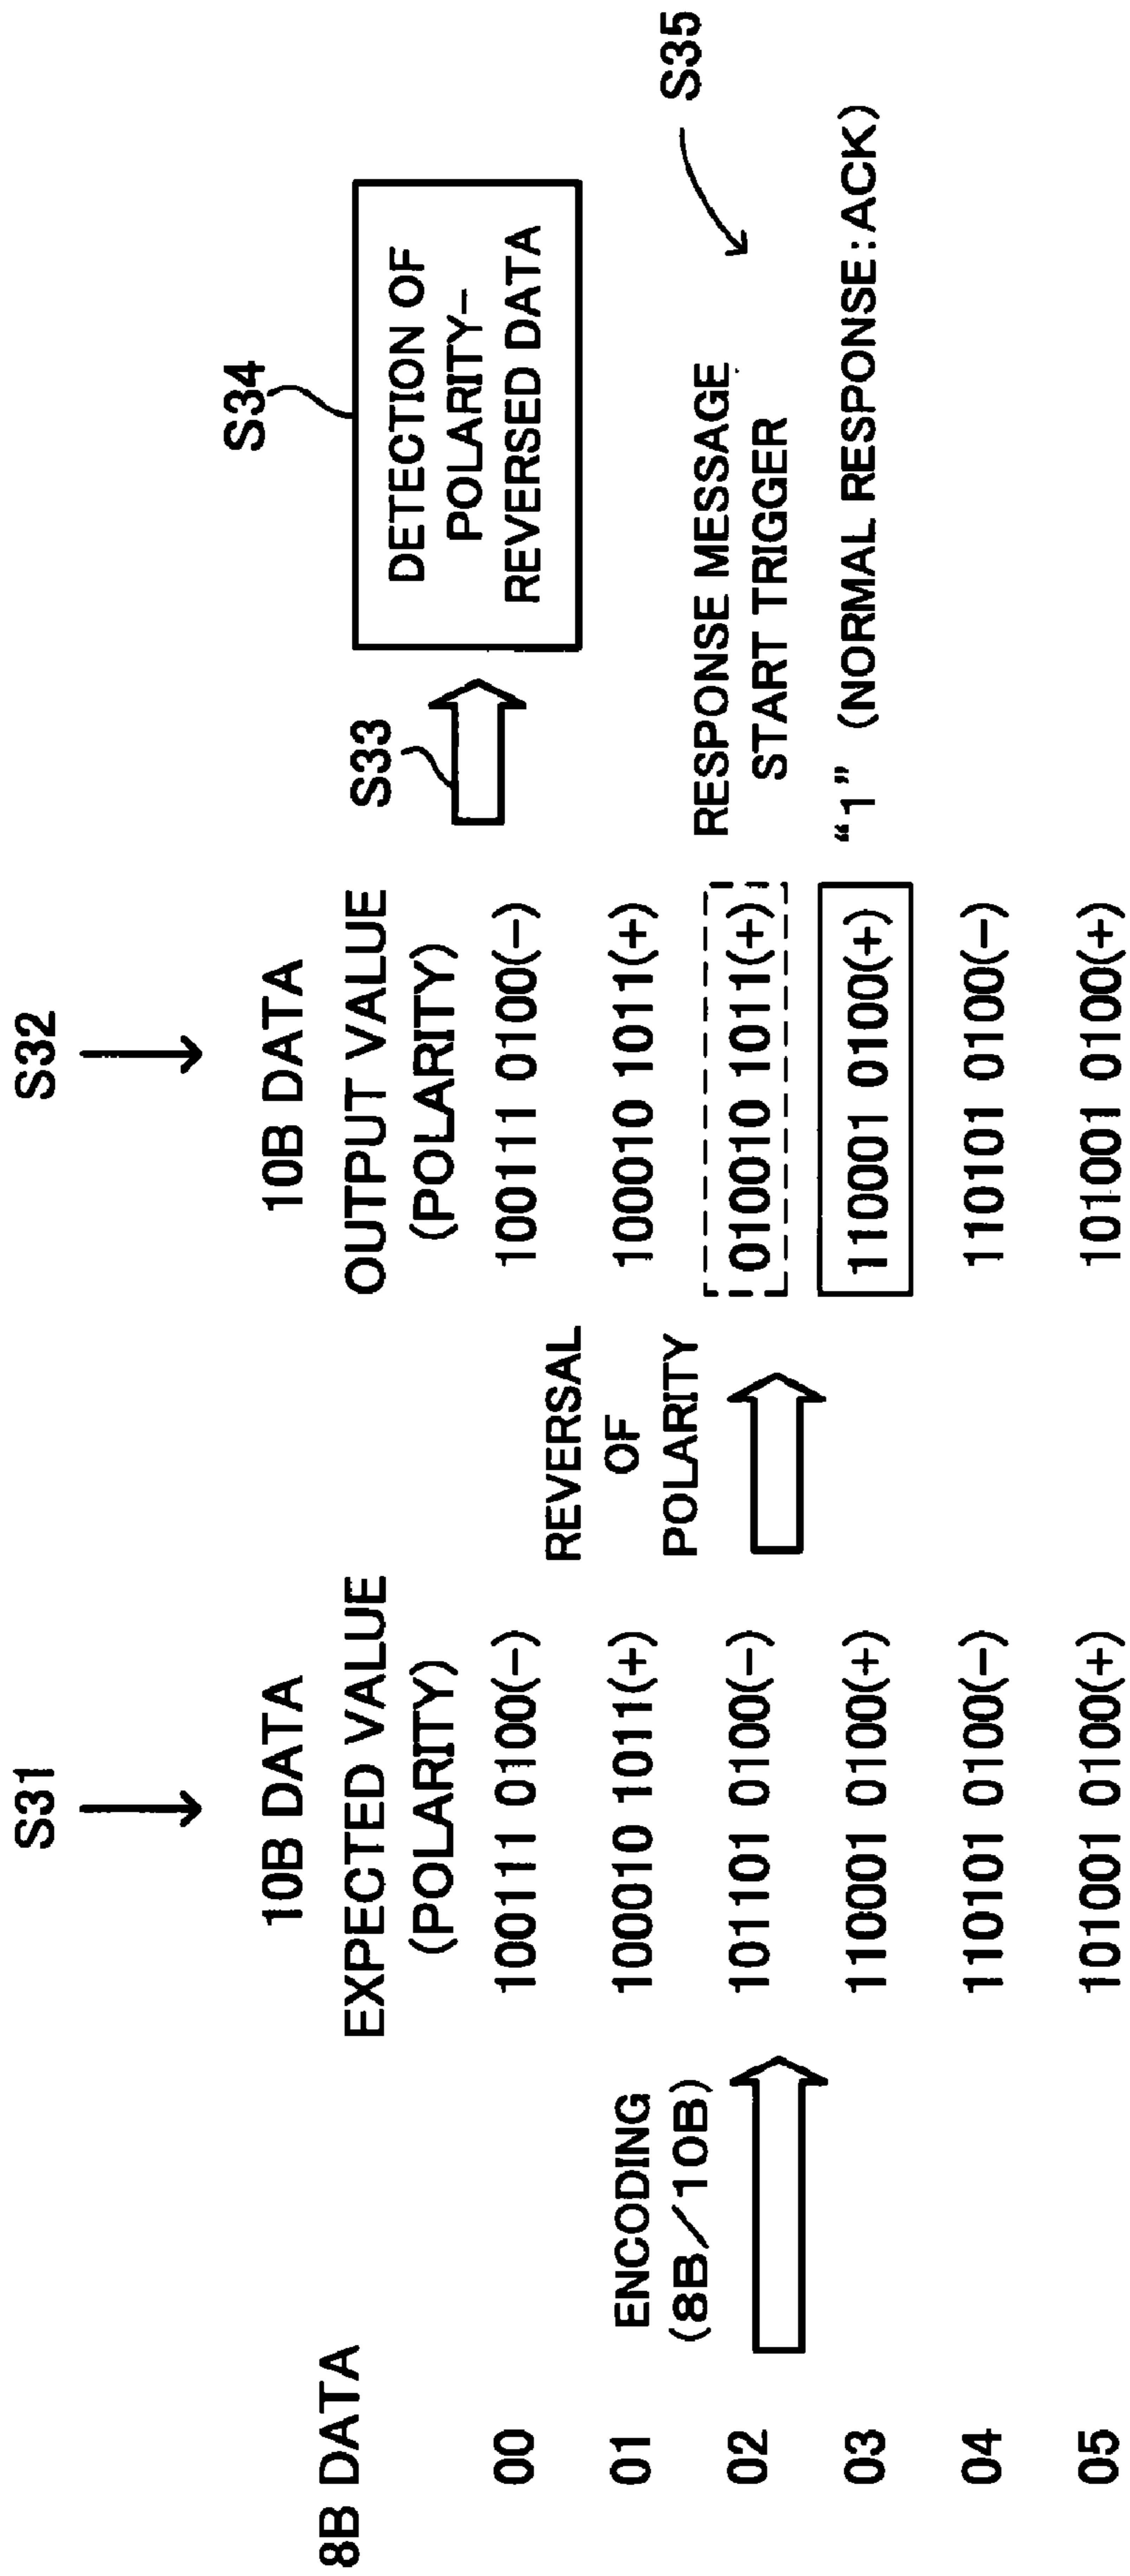 S31
S32
8B DATA
10B DATA
EXPECTED VALUE
(POLARITY)
10B DATA
OUTPUT VALUE
(POLARITY)
S33
S34
DETECTION OF
POLARITY-
REVERSED DATA
00
100111 0100(-)
100111 0100(-)
01
ENCODING
(8B/10B)
100010 1011(+)
REVERSAL
OF
POLARITY
100010 1011(+)
02
101101 0100(-)
010010 1011(+)
RESPONSE MESSAGE
START TRIGGER
S35
03
110001 0100(+)
110001 0100(+)
"1" (NORMAL RESPONSE:ACK)
04
110101 0100(-)
110101 0100(-)
05
101001 0100(+)
101001 0100(+)